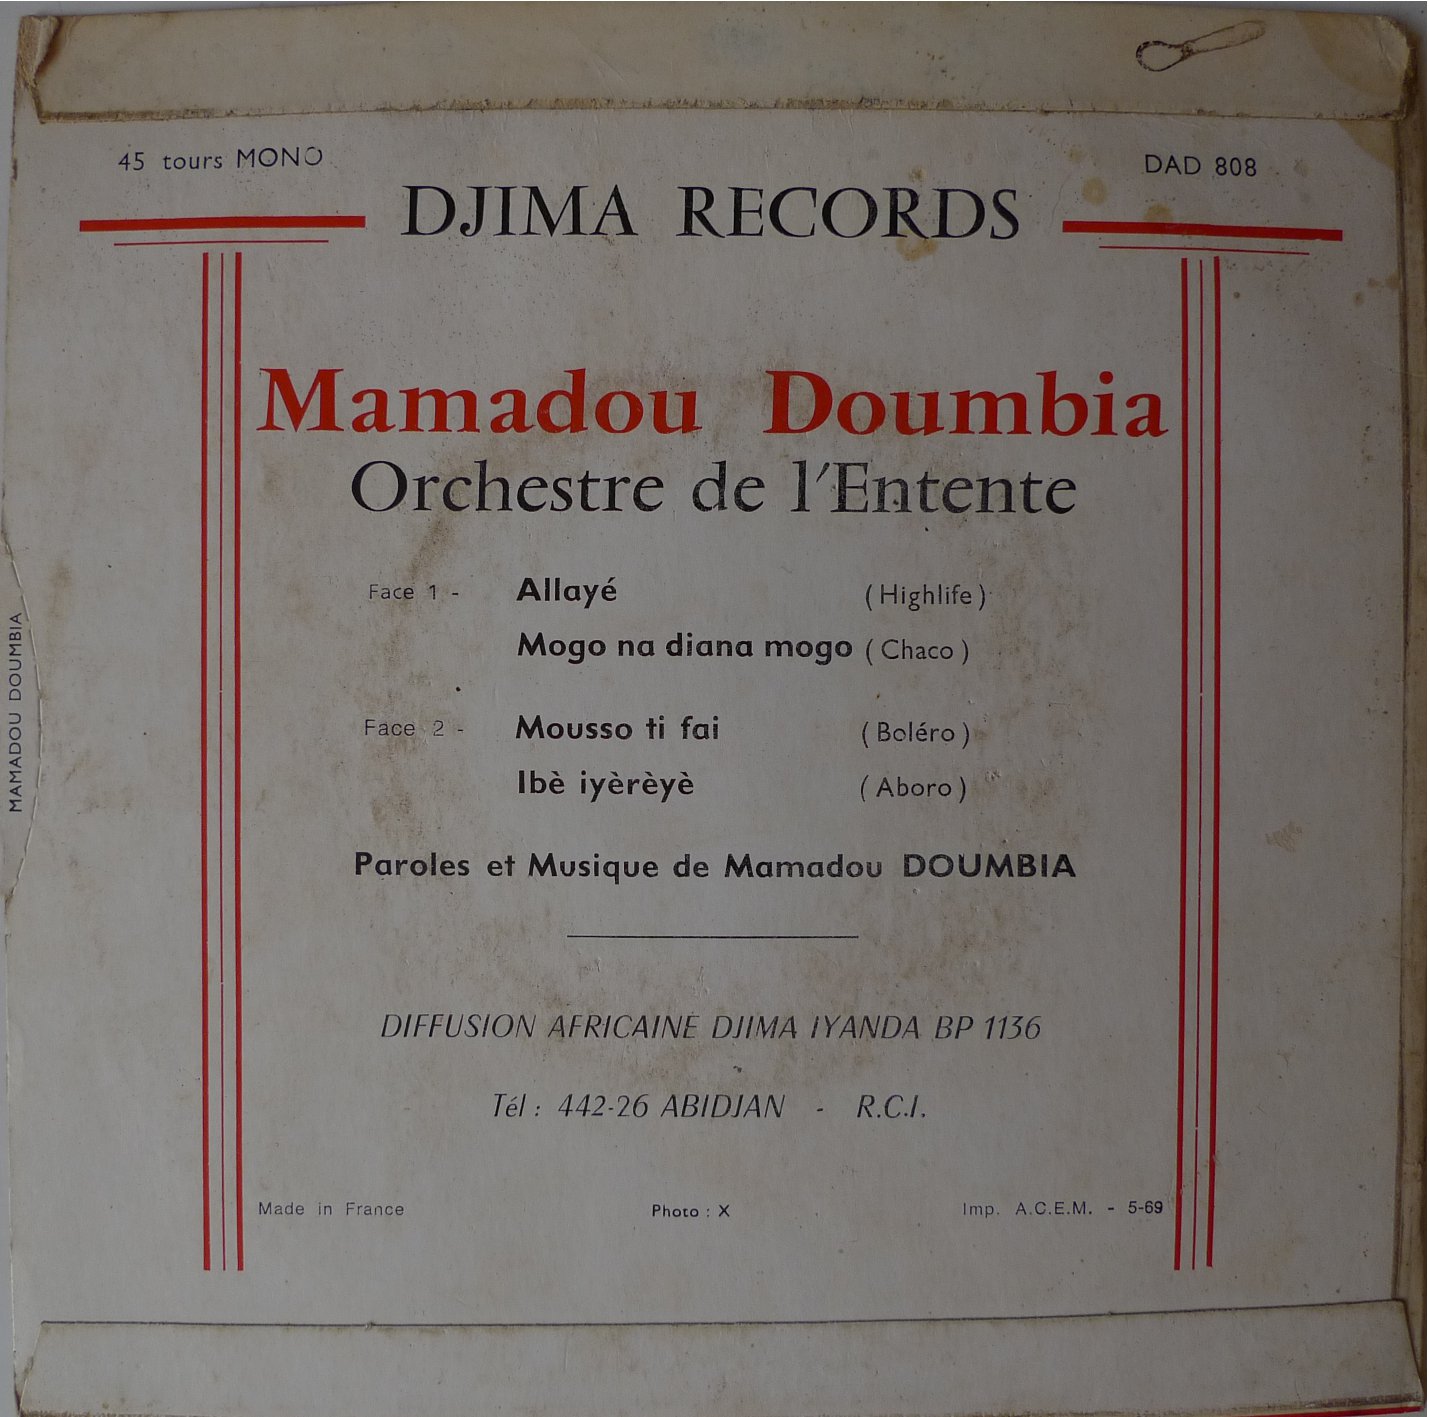 45 tours MONO
DAD 808
DJIMA RECORDS
Mamadou Doumbia
Orchestre de l'Entente
Face 1 - Allayé (Highlife)
Mogo na diana mogo (Chaco)
Face 2 - Mousso ti fai (Boléro)
Ibè iyèrèyè (Aboro)
Paroles et Musique de Mamadou DOUMBIA
DIFFUSION AFRICAINE DJIMA IYANDA BP 1136
Tél : 442-26 ABIDJAN - R.C.I.
Made in France
Photo : X
Imp. A.C.E.M. - 5-69
MAMADOU DOUMBIA